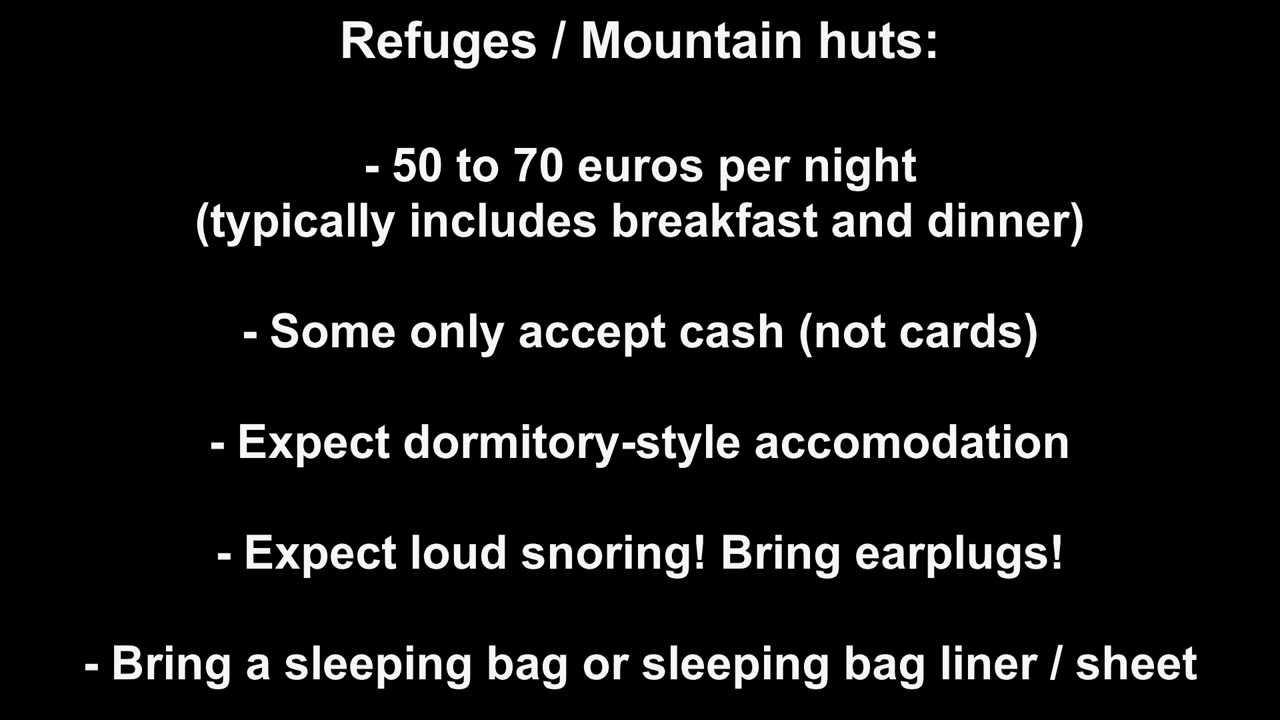 Refuges / Mountain huts:
- 50 to 70 euros per night
(typically includes breakfast and dinner)
- Some only accept cash (not cards)
- Expect dormitory-style accomodation
- Expect loud snoring! Bring earplugs!
- Bring a sleeping bag or sleeping bag liner / sheet